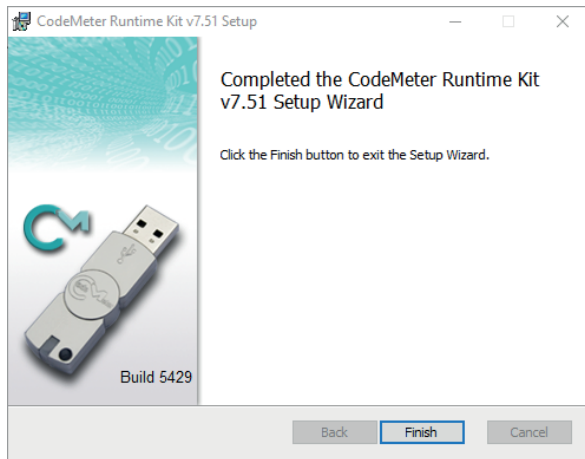 CodeMeter Runtime Kit v7.51 Setup
Completed the CodeMeter Runtime Kit
v7.51 Setup Wizard
Click the Finish button to exit the Setup Wizard.
CM
Build 5429
Back
Finish
Cancel